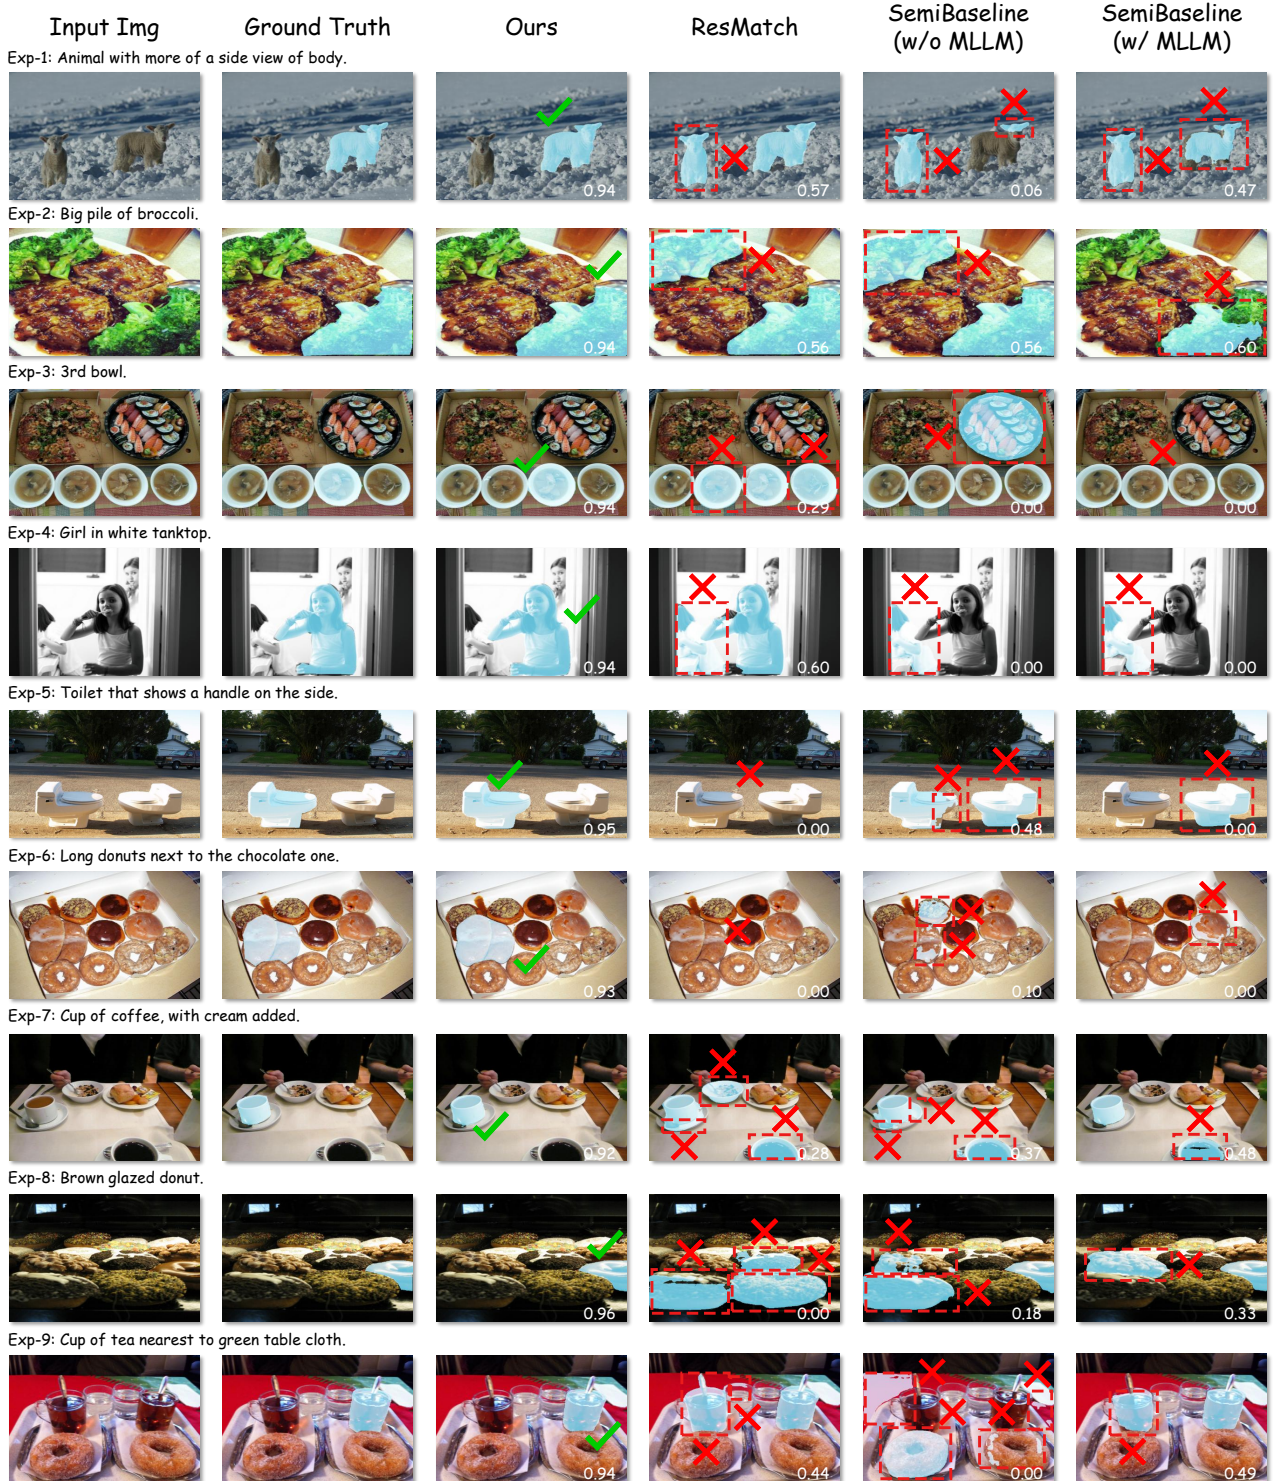 Input Img Ground Truth Ours ResMatch SemiBaseline (w/o MLLM) SemiBaseline (w/ MLLM)
Exp-1: Animal with more of a side view of body.
0.94 0.57 0.06 0.47
Exp-2: Big pile of broccoli.
0.94 0.56 0.56 0.60
Exp-3: 3rd bowl.
0.94 0.29 0.00 0.00
Exp-4: Girl in white tanktop.
0.94 0.60 0.00 0.00
Exp-5: Toilet that shows a handle on the side.
0.95 0.00 0.48 0.00
Exp-6: Long donuts next to the chocolate one.
0.93 0.00 0.10 0.00
Exp-7: Cup of coffee, with cream added.
0.92 0.28 0.37 0.48
Exp-8: Brown glazed donut.
0.96 0.00 0.18 0.33
Exp-9: Cup of tea nearest to green table cloth.
0.94 0.44 0.00 0.49